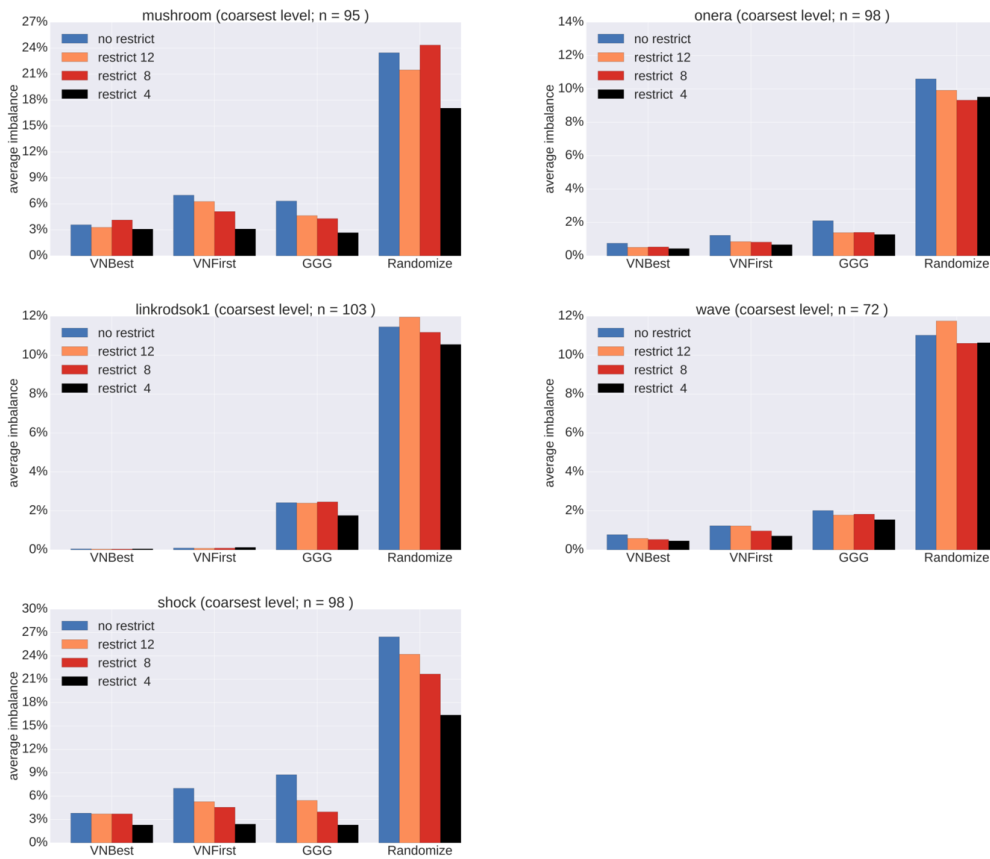 mushroom (coarsest level; n = 95 )
average imbalance
27%
24%
21%
18%
15%
12%
9%
6%
3%
0%
no restrict
restrict 12
restrict  8
restrict  4
VNBest
VNFirst
GGG
Randomize
onera (coarsest level; n = 98 )
average imbalance
14%
12%
10%
8%
6%
4%
2%
0%
no restrict
restrict 12
restrict  8
restrict  4
VNBest
VNFirst
GGG
Randomize
linkrodsok1 (coarsest level; n = 103 )
average imbalance
12%
10%
8%
6%
4%
2%
0%
no restrict
restrict 12
restrict  8
restrict  4
VNBest
VNFirst
GGG
Randomize
wave (coarsest level; n = 72 )
average imbalance
12%
10%
8%
6%
4%
2%
0%
no restrict
restrict 12
restrict  8
restrict  4
VNBest
VNFirst
GGG
Randomize
shock (coarsest level; n = 98 )
average imbalance
30%
27%
24%
21%
18%
15%
12%
9%
6%
3%
0%
no restrict
restrict 12
restrict  8
restrict  4
VNBest
VNFirst
GGG
Randomize